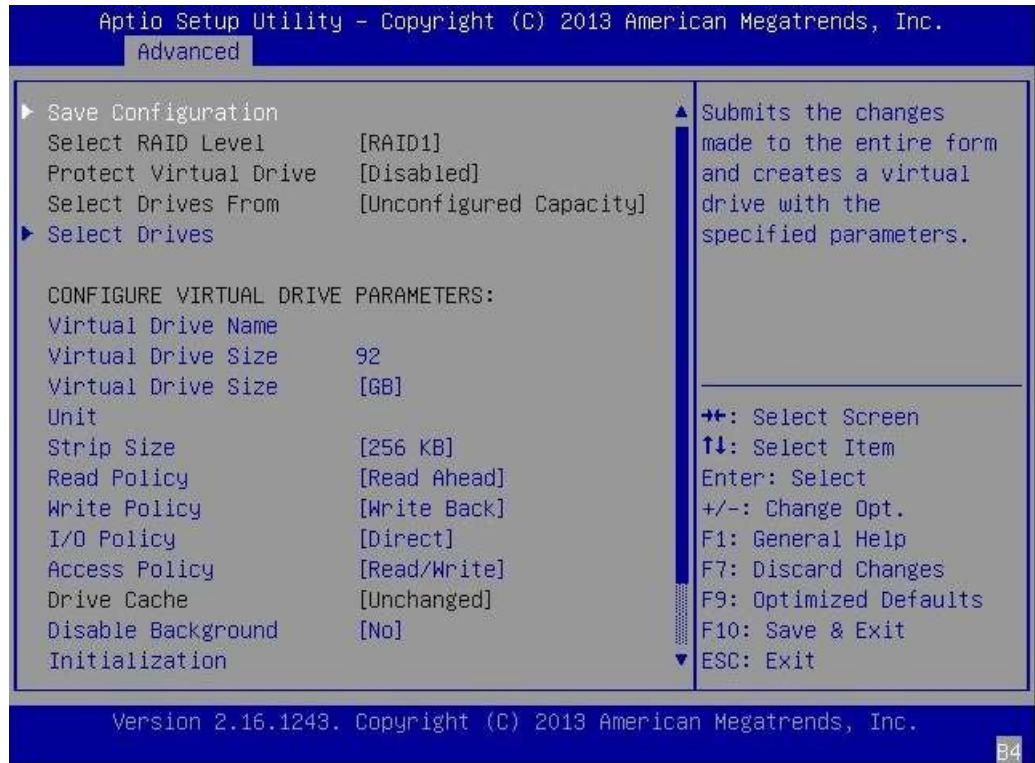 Aptio Setup Utility – Copyright (C) 2013 American Megatrends, Inc.
Advanced
Save Configuration
Select RAID Level [RAID1]
Protect Virtual Drive [Disabled]
Select Drives From [Unconfigured Capacity]
Select Drives
CONFIGURE VIRTUAL DRIVE PARAMETERS:
Virtual Drive Name
Virtual Drive Size 92
Virtual Drive Size [GB]
Unit
Strip Size [256 KB]
Read Policy [Read Ahead]
Write Policy [Write Back]
I/O Policy [Direct]
Access Policy [Read/Write]
Drive Cache [Unchanged]
Disable Background [No]
Initialization
Submits the changes
made to the entire form
and creates a virtual
drive with the
specified parameters.
→←: Select Screen
↑↓: Select Item
Enter: Select
+/-: Change Opt.
F1: General Help
F7: Discard Changes
F9: Optimized Defaults
F10: Save & Exit
ESC: Exit
Version 2.16.1243. Copyright (C) 2013 American Megatrends, Inc.
B4